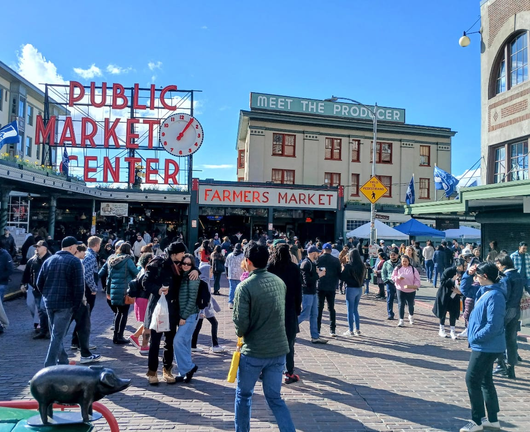 PUBLIC
MARKET
CENTER
MEET THE PRODUCER
FARMERS MARKET